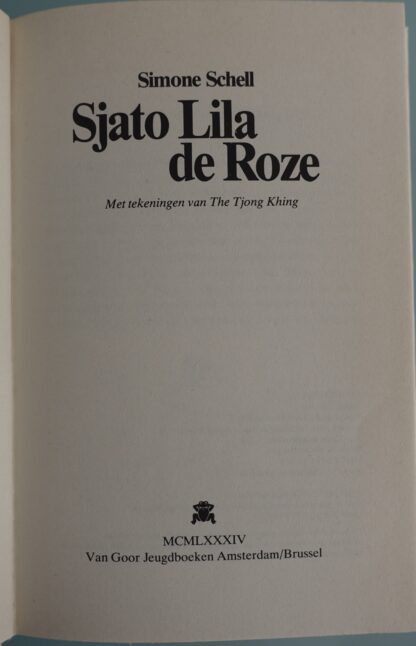 Simone Schell
Sjato Lila
de Roze
Met tekeningen van The Tjong Khing
MCMLXXXIV
Van Goor Jeugdboeken Amsterdam/Brussel